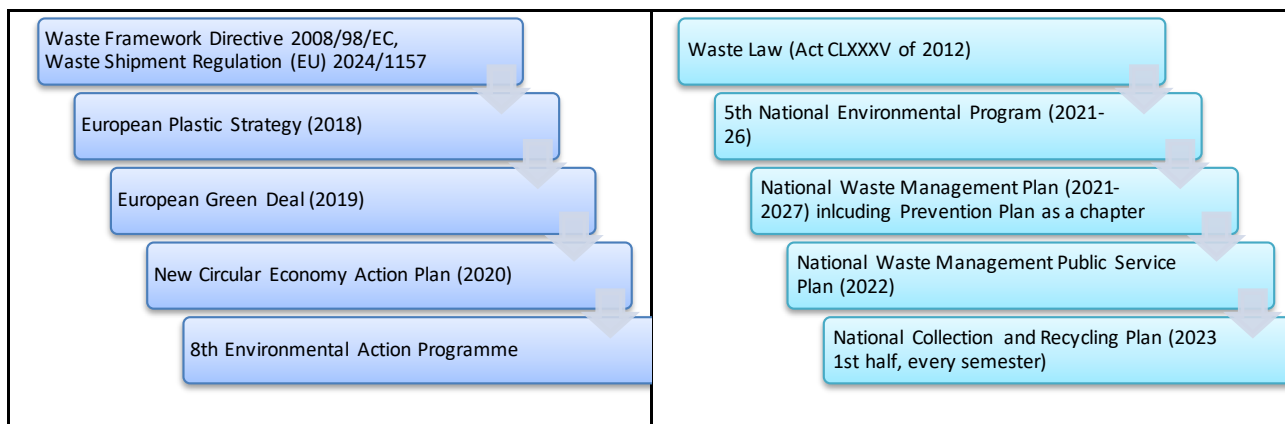 Waste Framework Directive 2008/98/EC,
Waste Shipment Regulation (EU) 2024/1157
European Plastic Strategy (2018)
European Green Deal (2019)
New Circular Economy Action Plan (2020)
8th Environmental Action Programme
Waste Law (Act CLXXXV of 2012)
5th National Environmental Program (2021-
26)
National Waste Management Plan (2021-
2027) inlcuding Prevention Plan as a chapter
National Waste Management Public Service
Plan (2022)
National Collection and Recycling Plan (2023
1st half, every semester)